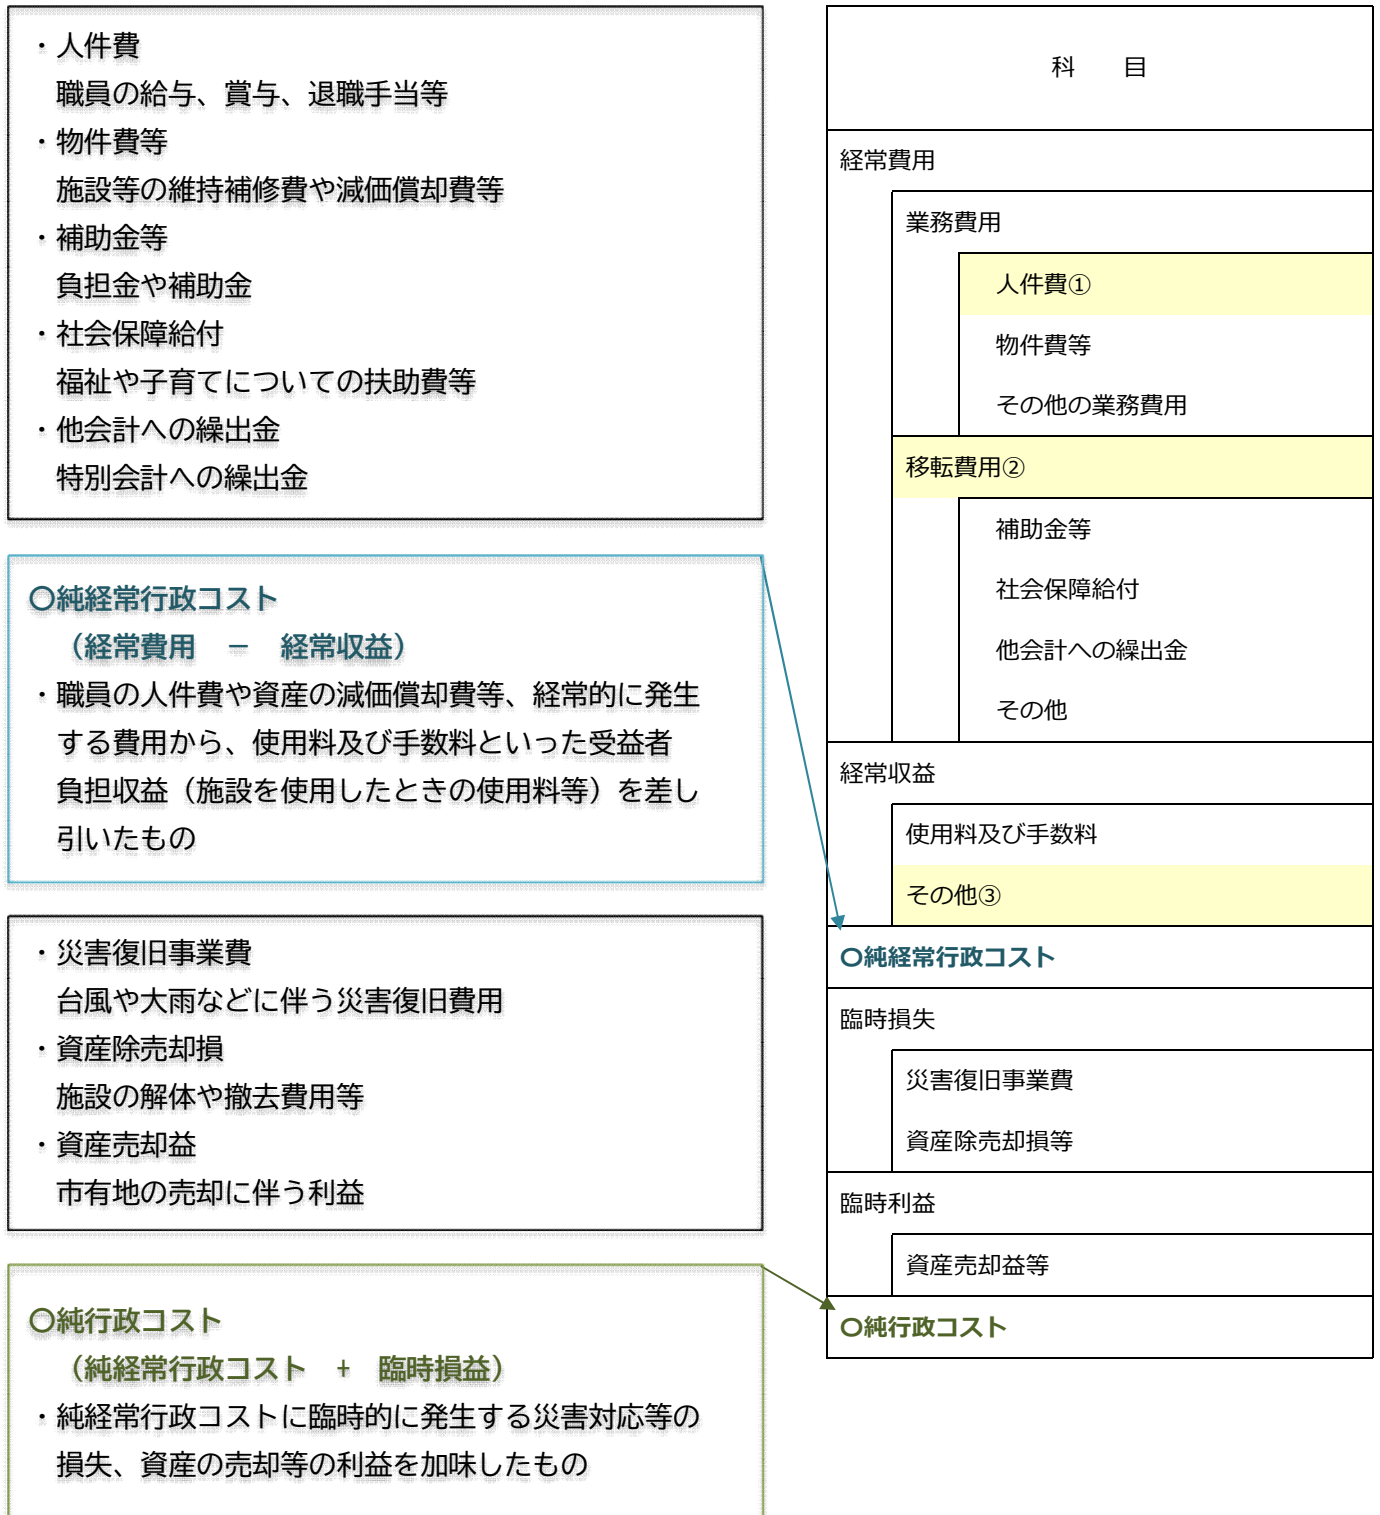 ・人件費
職員の給与、賞与、退職手当等
・物件費等
施設等の維持補修費や減価償却費等
・補助金等
負担金や補助金
・社会保障給付
福祉や子育てについての扶助費等
・他会計への繰出金
特別会計への繰出金
〇純経常行政コスト
（経常費用　－　経常収益）
・職員の人件費や資産の減価償却費等、経常的に発生
する費用から、使用料及び手数料といった受益者
負担収益（施設を使用したときの使用料等）を差し
引いたもの
・災害復旧事業費
台風や大雨などに伴う災害復旧費用
・資産除売却損
施設の解体や撤去費用等
・資産売却益
市有地の売却に伴う利益
〇純行政コスト
（純経常行政コスト　+　臨時損益）
・純経常行政コストに臨時的に発生する災害対応等の
損失、資産の売却等の利益を加味したもの
科　目
経常費用
業務費用
人件費①
物件費等
その他の業務費用
移転費用②
補助金等
社会保障給付
他会計への繰出金
その他
経常収益
使用料及び手数料
その他③
〇純経常行政コスト
臨時損失
災害復旧事業費
資産除売却損等
臨時利益
資産売却益等
〇純行政コスト